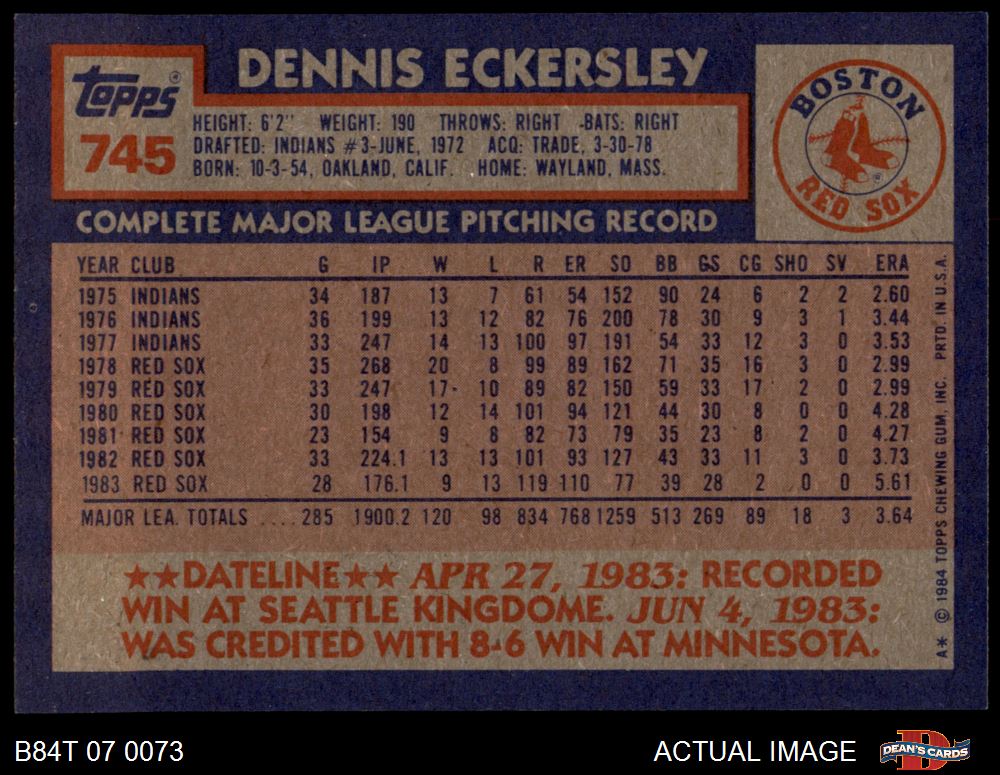 Topps
745
DENNIS ECKERSLEY
HEIGHT: 6'2" WEIGHT: 190 THROWS: RIGHT BATS: RIGHT
DRAFTED: INDIANS #3-JUNE, 1972 ACQ: TRADE, 3-30-78
BORN: 10-3-54, OAKLAND, CALIF. HOME: WAYLAND, MASS.
BOSTON
RED SOX
COMPLETE MAJOR LEAGUE PITCHING RECORD
YEAR CLUB G IP W L R ER SO BB GS CG SHO SV ERA
1975 INDIANS 34 187 13 7 61 54 152 90 24 6 2 2 2.60
1976 INDIANS 36 199 13 12 82 76 200 78 30 9 3 1 3.44
1977 INDIANS 33 247 14 13 100 97 191 54 33 12 3 0 3.53
1978 RED SOX 35 268 20 8 99 89 162 71 35 16 3 0 2.99
1979 RED SOX 33 247 17 10 89 82 150 59 33 17 2 0 2.99
1980 RED SOX 30 198 12 14 101 94 121 44 30 8 0 0 4.28
1981 RED SOX 23 154 9 8 82 73 79 35 23 8 2 0 4.27
1982 RED SOX 33 224.1 13 13 101 93 127 43 33 11 3 0 3.73
1983 RED SOX 28 176.1 9 13 119 110 77 39 28 2 0 0 5.61
MAJOR LEA. TOTALS .... 285 1900.2 120 98 834 768 1259 513 269 89 18 3 3.64
★★DATELINE★★ APR 27, 1983: RECORDED
WIN AT SEATTLE KINGDOME. JUN 4, 1983:
WAS CREDITED WITH 8-6 WIN AT MINNESOTA.
A* © 1984 TOPPS CHEWING GUM, INC. PRTD. IN U.S.A.
B84T 07 0073
ACTUAL IMAGE
DEAN'S CARDS